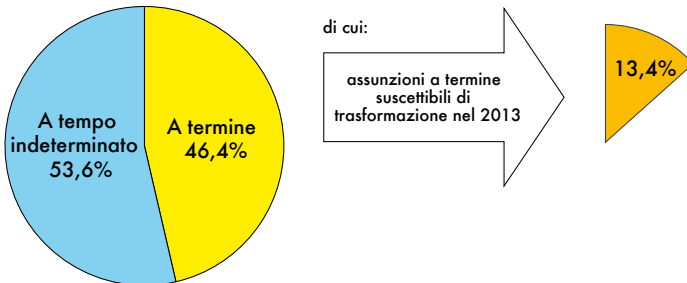 A tempo
indeterminato
53,6%
A termine
46,4%
di cui:
assunzioni a termine
suscettibili di
trasformazione nel 2013
13,4%